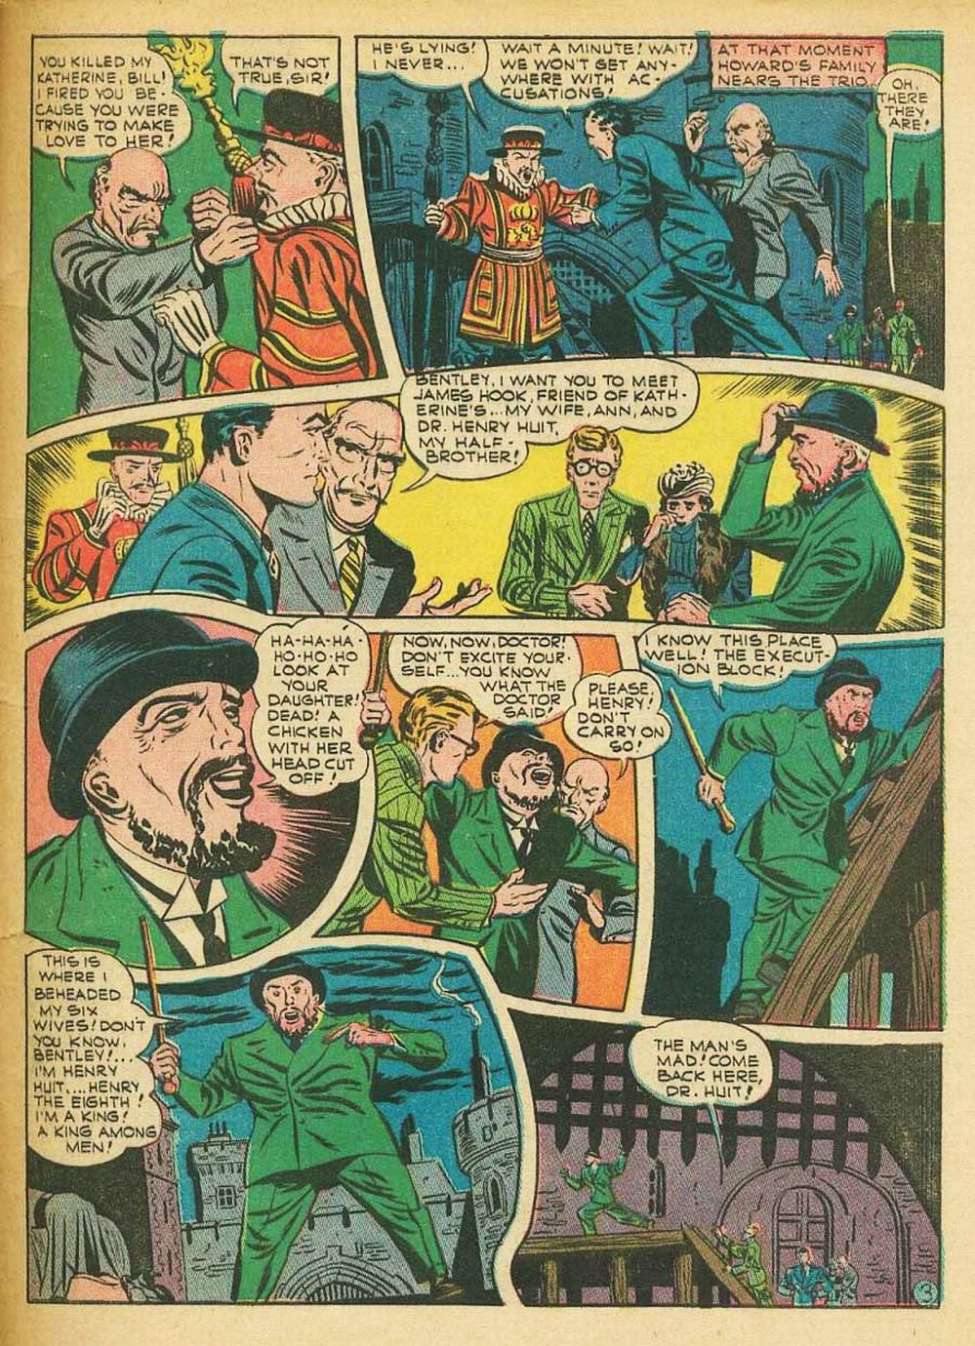 YOU KILLED MY
KATHERINE, BILL!
I FIRED YOU BE-
CAUSE YOU WERE
TRYING TO MAKE
LOVE TO HER!
THAT'S NOT
TRUE, SIR!
HE'S LYING!
I NEVER...
WAIT A MINUTE! WAIT!
WE WON'T GET ANY-
WHERE WITH AC-
CUSATIONS!
AT THAT MOMENT
HOWARD'S FAMILY
NEARS THE TRIO...
OH,
THERE
THEY
ARE!
BENTLEY, I WANT YOU TO MEET
JAMES HOOK, FRIEND OF KATH-
ERINE'S... MY WIFE, ANN, AND
DR. HENRY HUIT,
MY HALF-
BROTHER!
HA-HA-HA-
HO-HO-HO
LOOK AT
YOUR
DAUGHTER!
DEAD! A
CHICKEN
WITH HER
HEAD CUT
OFF!
NOW, NOW, DOCTOR!
DON'T EXCITE YOUR-
SELF... YOU KNOW
WHAT THE
DOCTOR
SAID!
PLEASE,
HENRY!
DON'T
CARRY ON
SO!
I KNOW THIS PLACE
WELL! THE EXECUT-
ION BLOCK!
THIS IS
WHERE I
BEHEADED
MY SIX
WIVES! DON'T
YOU KNOW,
BENTLEY!...
I'M HENRY
HUIT,... HENRY
THE EIGHTH!
I'M A KING!
A KING AMONG
MEN!
THE MAN'S
MAD! COME
BACK HERE,
DR. HUIT!
3